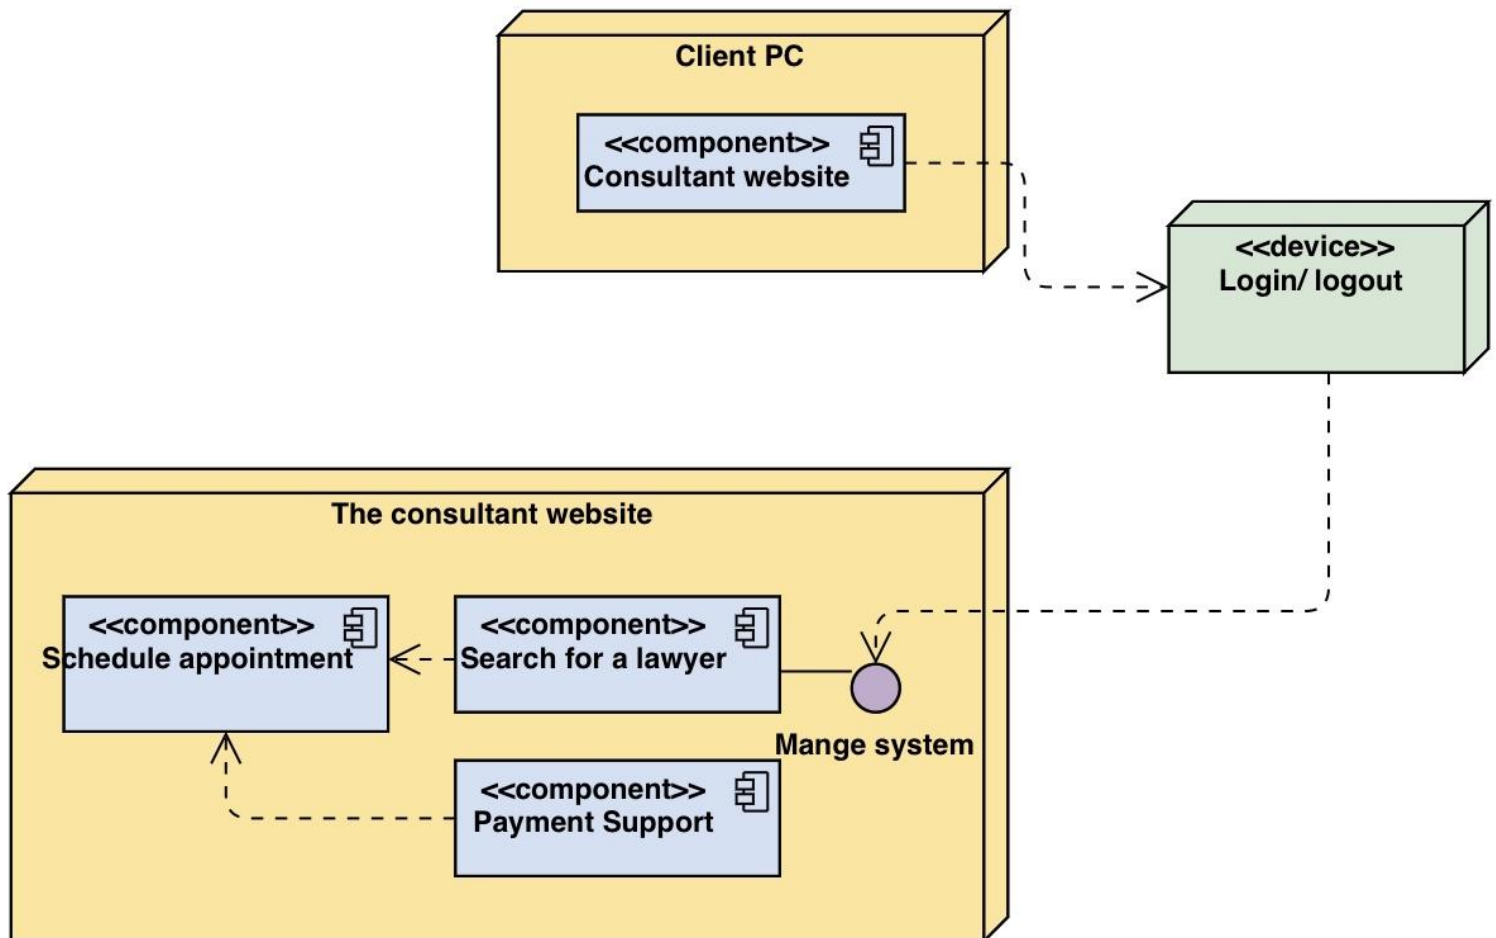 Client PC
<<component>>
Consultant website
<<device>>
Login/ logout
The consultant website
<<component>>
Schedule appointment
<<component>>
Search for a lawyer
Mange system
<<component>>
Payment Support